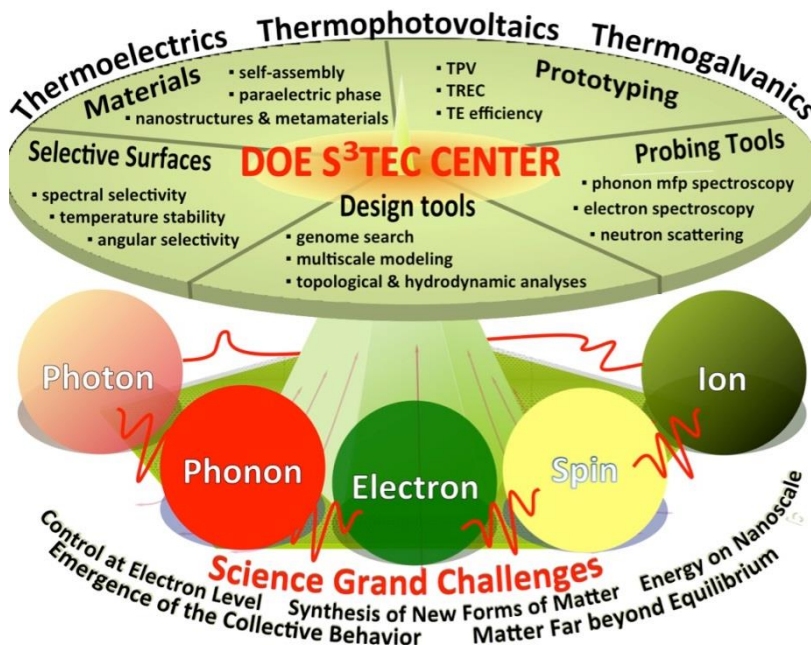 Thermoelectrics Thermophotovoltaics Thermogalvanics
Materials
▪ self-assembly
▪ paraelectric phase
▪ nanostructures & metamaterials
▪ TPV
▪ TREC
▪ TE efficiency
Prototyping
Selective Surfaces
▪ spectral selectivity
▪ temperature stability
▪ angular selectivity
DOE S³TEC CENTER
Probing Tools
▪ phonon mfp spectroscopy
▪ electron spectroscopy
▪ neutron scattering
Design tools
▪ genome search
▪ multiscale modeling
▪ topological & hydrodynamic analyses
Photon
Phonon
Electron
Spin
Ion
Science Grand Challenges
Control at Electron Level
Synthesis of New Forms of Matter
Energy on Nanoscale
Emergence of the Collective Behavior
Matter Far beyond Equilibrium